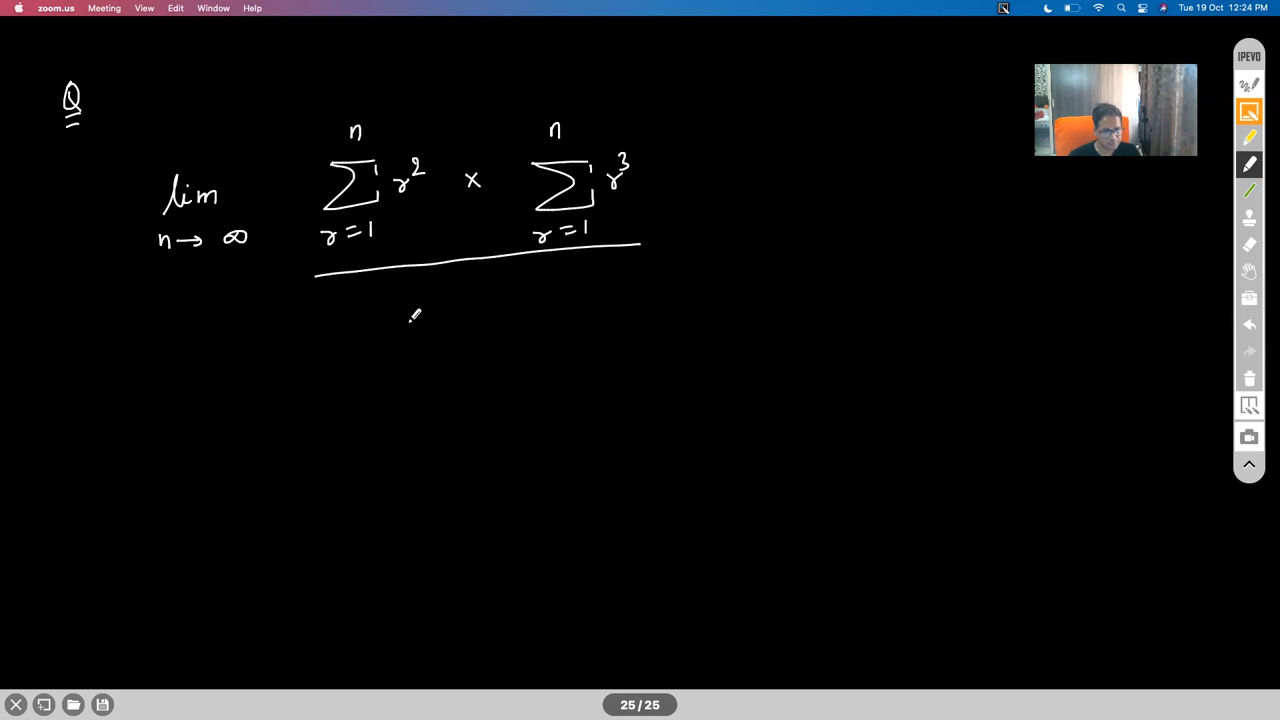 zoom.us Meeting View Edit Window Help Tue 19 Oct 12:24 PM
IPEVO
Q
n n
lim ∑ r² × ∑ r³
n→∞ r=1 r=1
25/25